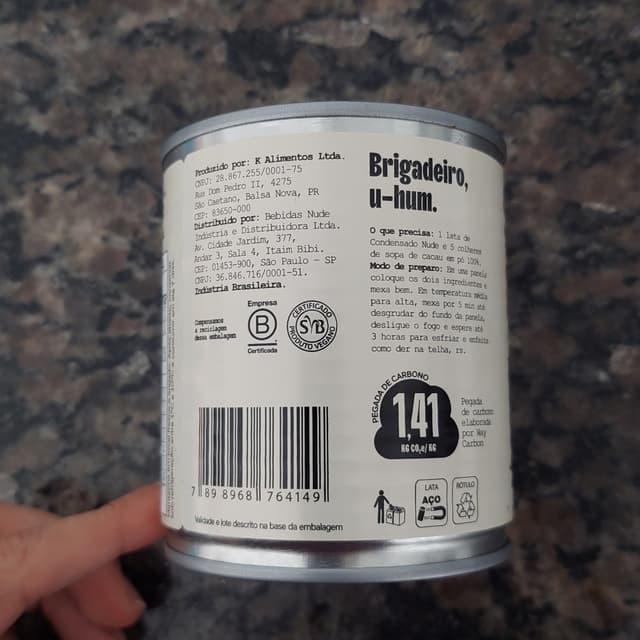 Produzido por: K Alimentos Ltda.
CNPJ: 28.867.255/0001-75
Rua Dom Pedro II, 4275
São Caetano, Balsa Nova, PR
CEP: 83650-000
Distribuido por: Bebidas Nude
Indústria e Distribuidora Ltda.
Av. Cidade Jardim, 377,
Andar 3, Sala 4, Itaim Bibi.
CEP: 01453-900, São Paulo - SP
CNPJ: 36.846.716/0001-51.
Indústria Brasileira.
Compensamos
a reciclagem
dessa embalagem
Empresa
B
Certificada
CERTIFICADO
SVB
PRODUTO VEGANO
7 898968 764149
Validade e lote descrito na base da embalagem
Brigadeiro,
u-hum.
O que precisa: 1 lata de
Condensado Nude e 5 colheres
de sopa de cacau em pó 100%.
Modo de preparo: Em uma panela
coloque os dois ingredientes e
mexa bem. Em temperatura média
para alta, mexa por 5 min até
desgrudar do fundo da panela,
desligue o fogo e espere até
3 horas para esfriar e enfeite
como der na telha, rs.
PEGADA DE CARBONO
1,41
KG CO₂e/ KG
Pegada
de carbono
elaborada
por Way
Carbon
LATA
AÇO
RÓTULO